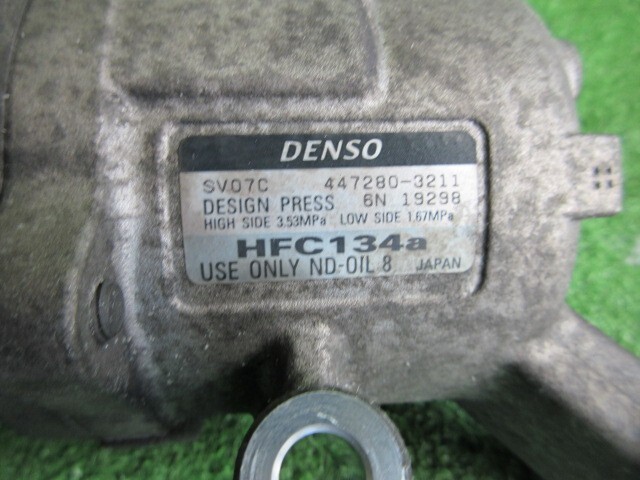 DENSO
SV07C 447280-3211
DESIGN PRESS 6N 19298
HIGH SIDE 3.53MPa LOW SIDE 1.67MPa
HFC134a
USE ONLY ND-OIL 8 JAPAN